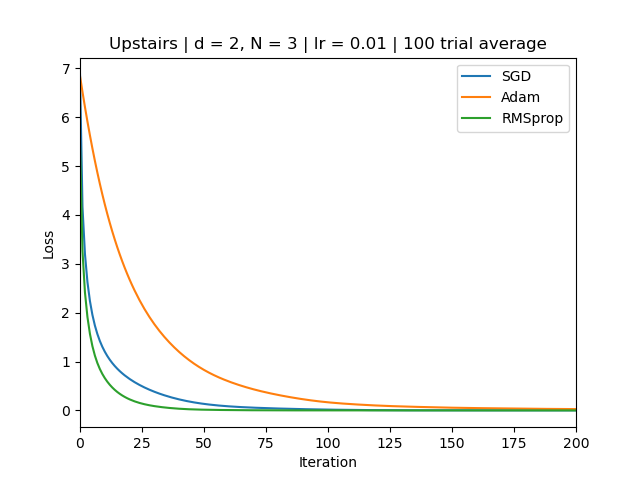 Upstairs | d = 2, N = 3 | lr = 0.01 | 100 trial average
SGD
Adam
RMSprop
Loss
7
6
5
4
3
2
1
0
0 25 50 75 100 125 150 175 200
Iteration